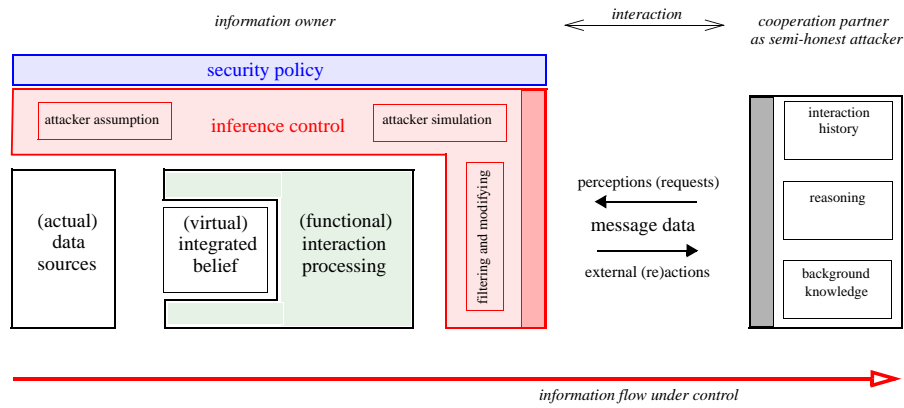 information owner
interaction
cooperation partner
as semi-honest attacker
security policy
attacker assumption
inference control
attacker simulation
filtering and modifying
(actual)
data
sources
(virtual)
integrated
belief
(functional)
interaction
processing
perceptions (requests)
message data
external (re)actions
interaction
history
reasoning
background
knowledge
information flow under control